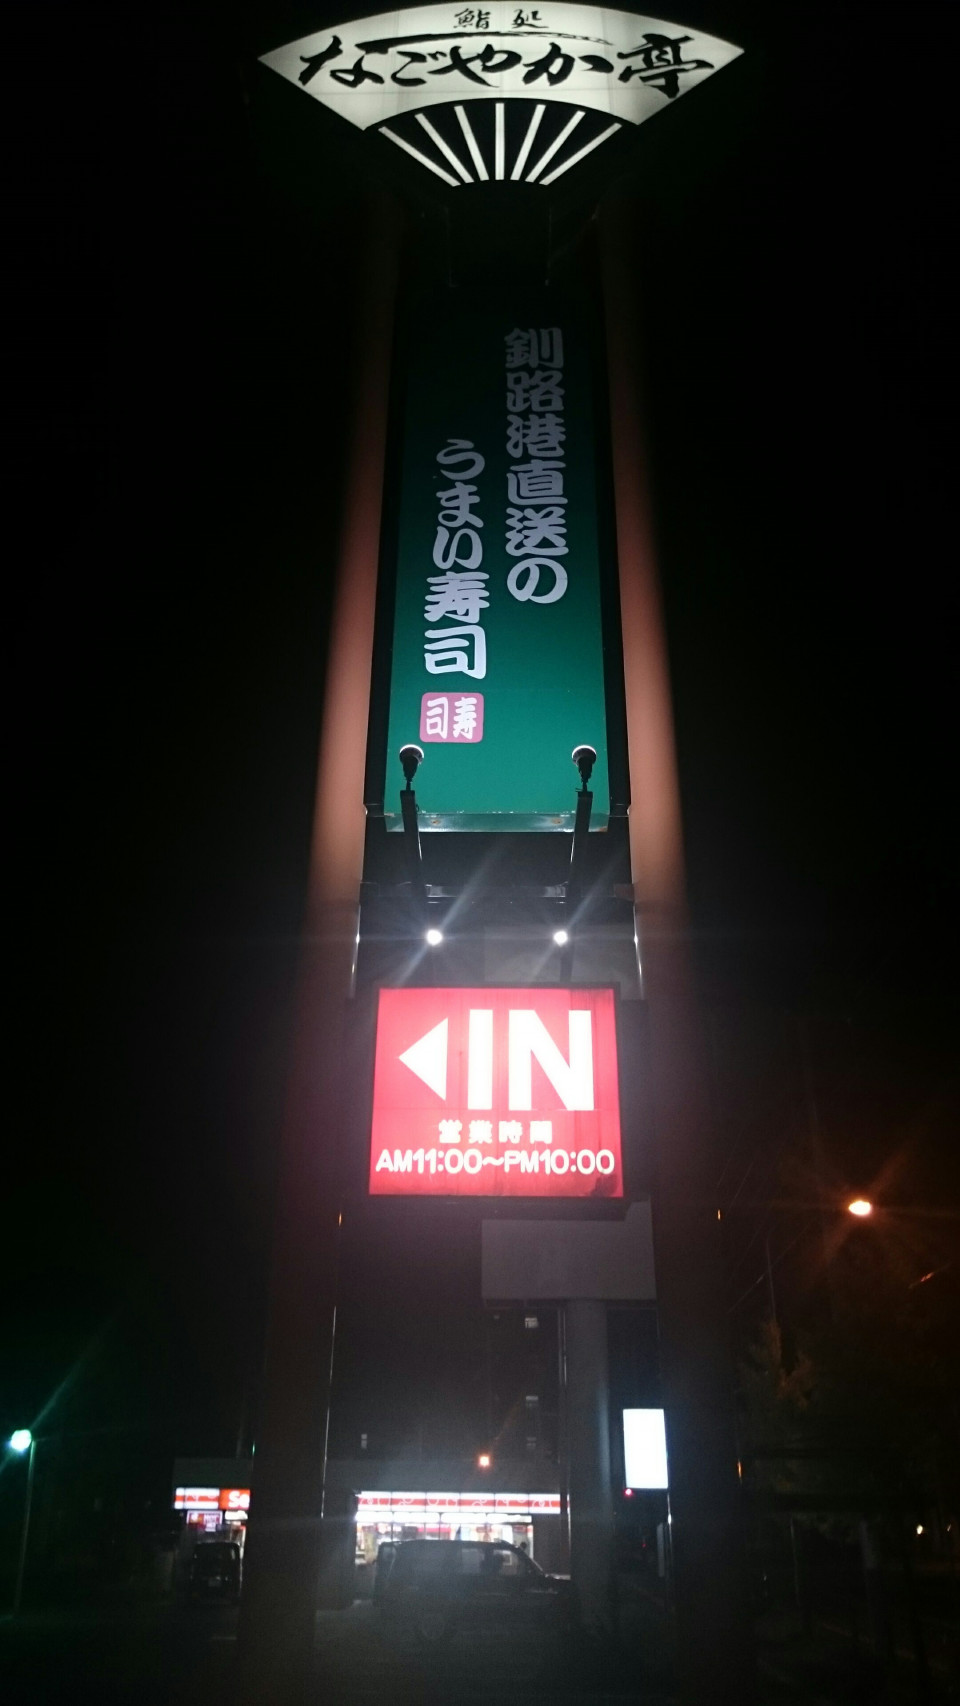 鮨処
なごやか亭
釧路港直送の
うまい寿司
寿司
IN
営業時間
AM11:00～PM10:00